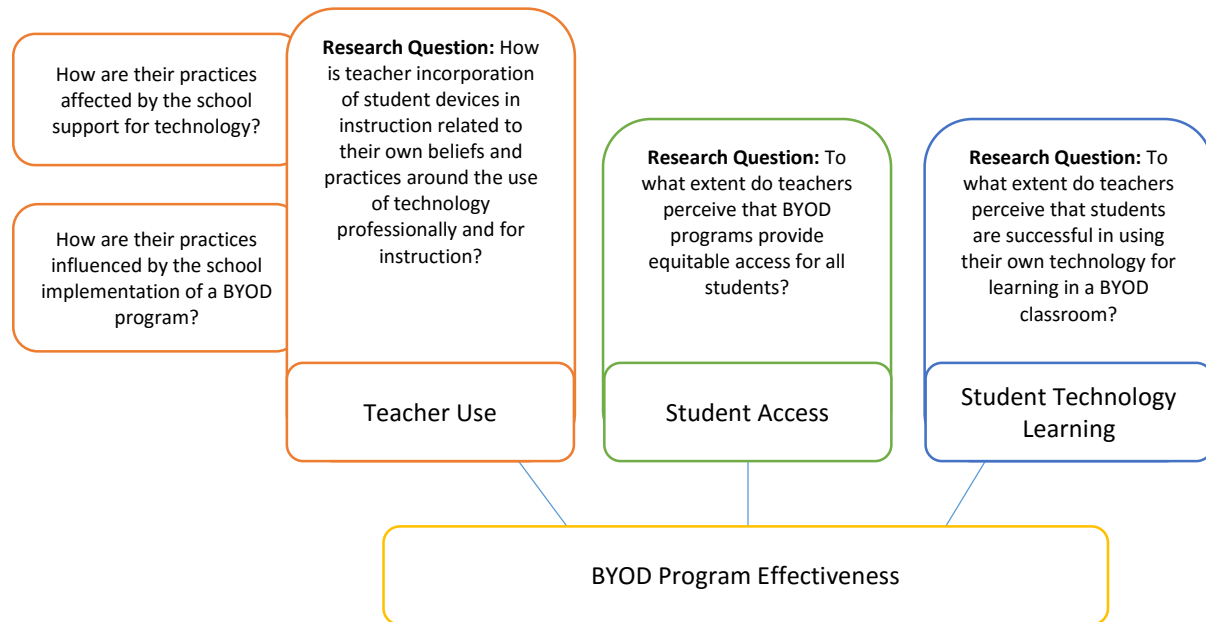 How are their practices
affected by the school
support for technology?
How are their practices
influenced by the school
implementation of a BYOD
program?
Research Question: How
is teacher incorporation
of student devices in
instruction related to
their own beliefs and
practices around the use
of technology
professionally and for
instruction?
Teacher Use
Research Question: To
what extent do teachers
perceive that BYOD
programs provide
equitable access for all
students?
Student Access
Research Question: To
what extent do teachers
perceive that students
are successful in using
their own technology for
learning in a BYOD
classroom?
Student Technology
Learning
BYOD Program Effectiveness